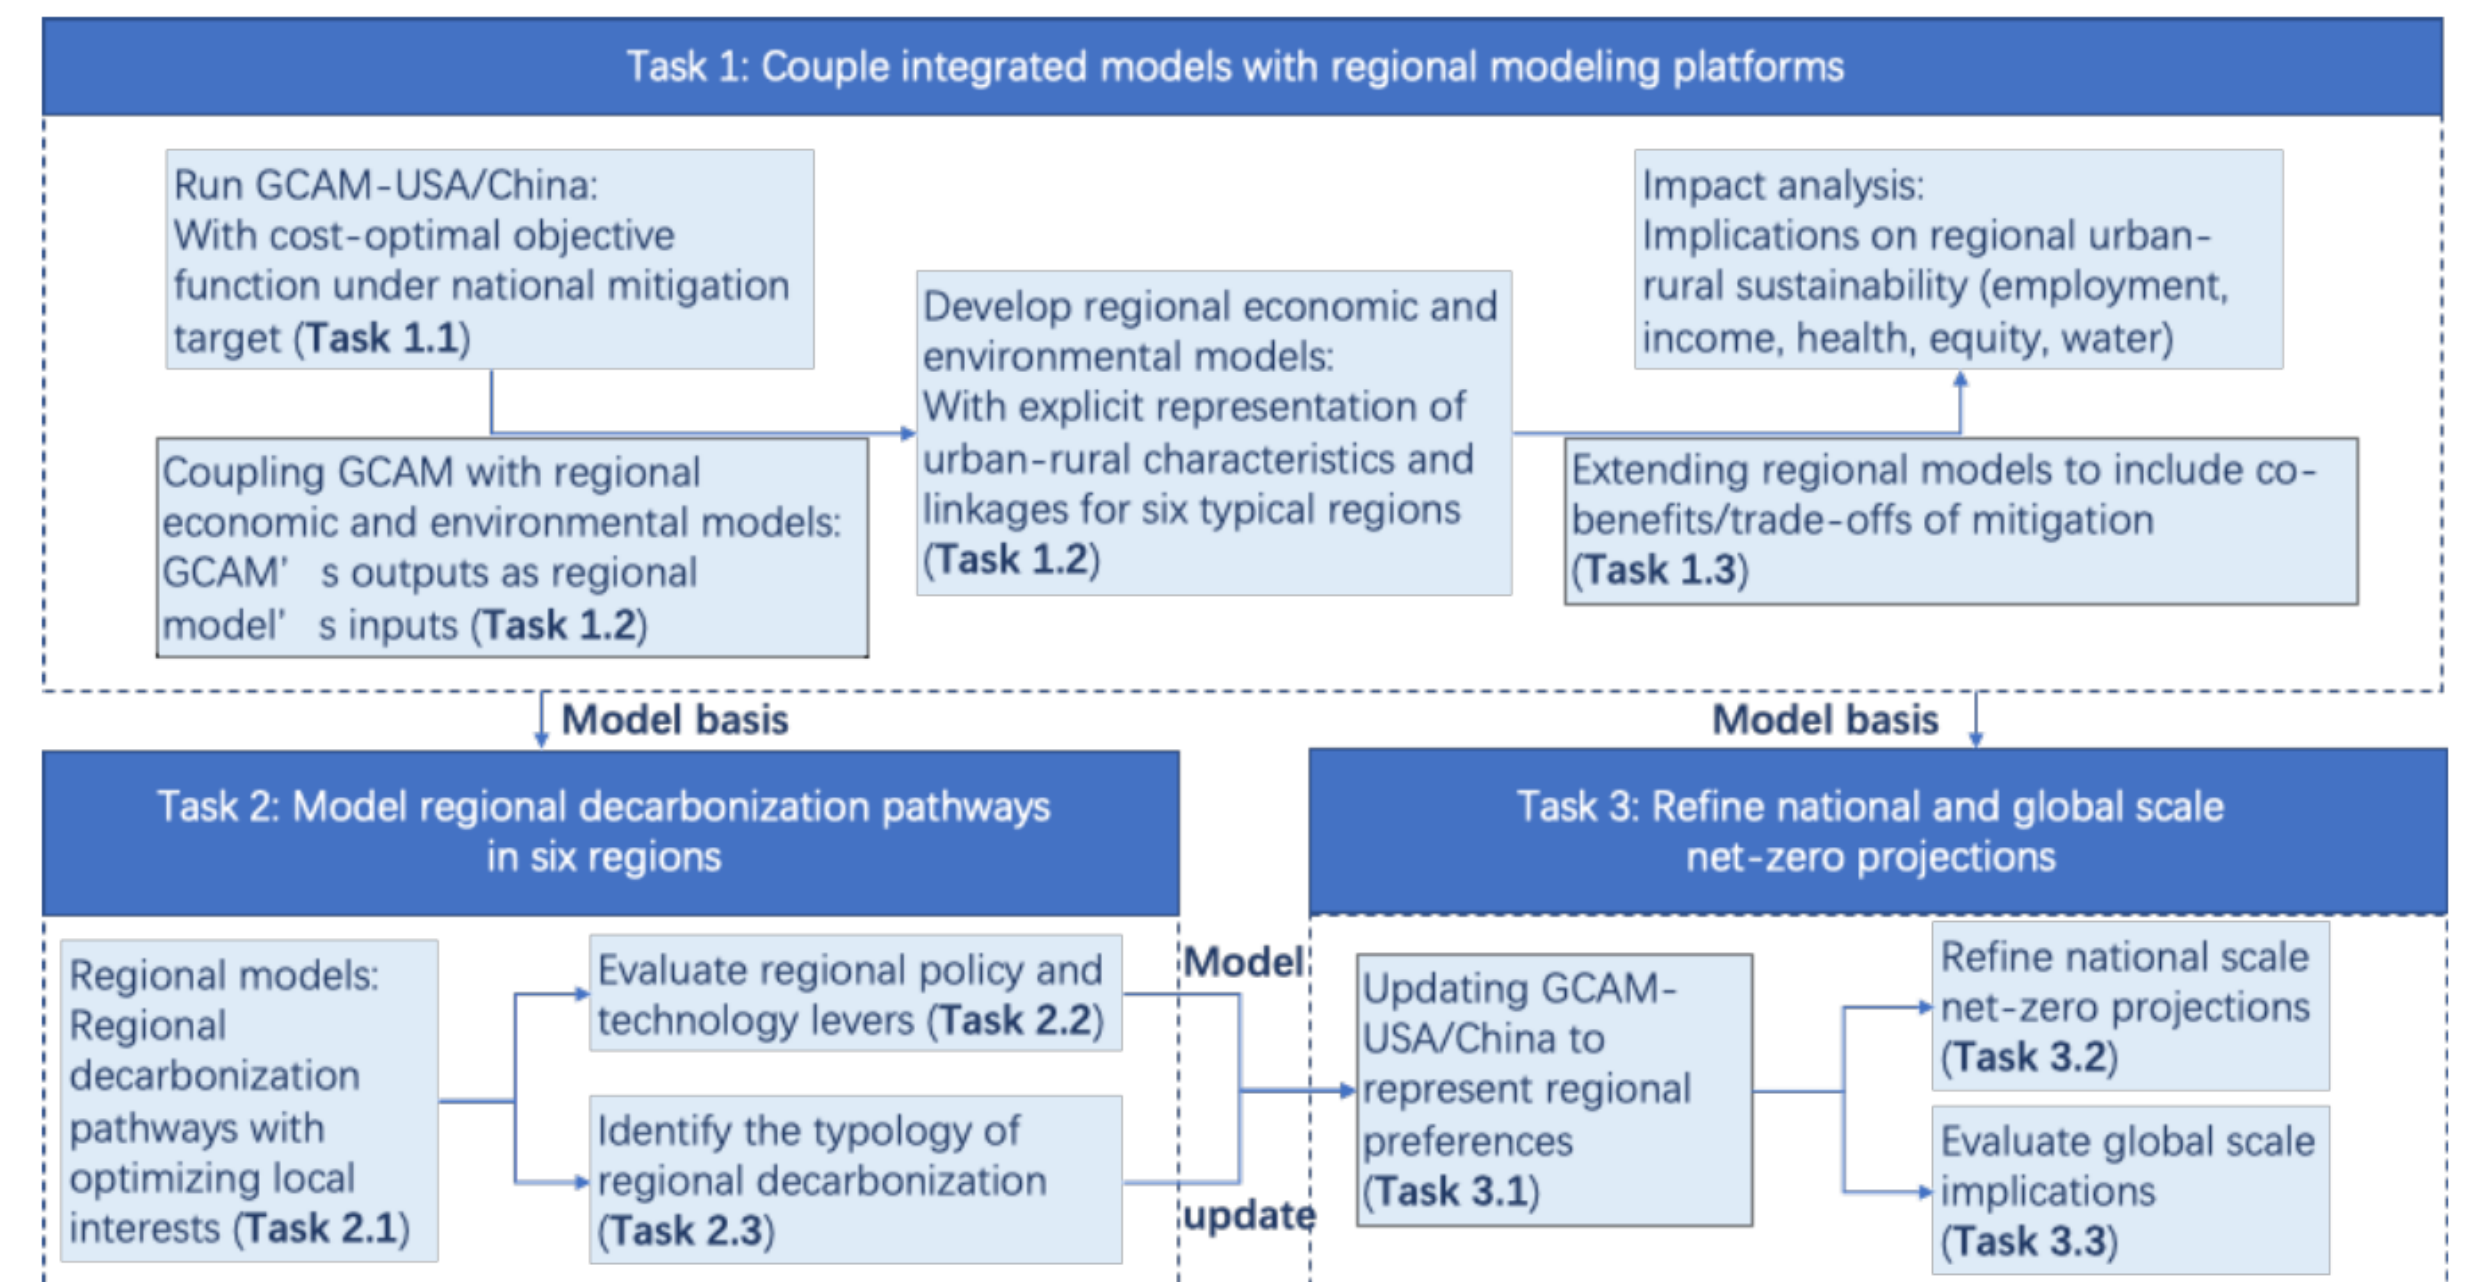 Task 1: Couple integrated models with regional modeling platforms
Run GCAM-USA/China:
With cost-optimal objective
function under national mitigation
target (Task 1.1)
Coupling GCAM with regional
economic and environmental models:
GCAM’ s outputs as regional
model’ s inputs (Task 1.2)
Develop regional economic and
environmental models:
With explicit representation of
urban-rural characteristics and
linkages for six typical regions
(Task 1.2)
Impact analysis:
Implications on regional urban-
rural sustainability (employment,
income, health, equity, water)
Extending regional models to include co-
benefits/trade-offs of mitigation
(Task 1.3)
Model basis
Model basis
Task 2: Model regional decarbonization pathways
in six regions
Regional models:
Regional
decarbonization
pathways with
optimizing local
interests (Task 2.1)
Evaluate regional policy and
technology levers (Task 2.2)
Identify the typology of
regional decarbonization
(Task 2.3)
Model
update
Task 3: Refine national and global scale
net-zero projections
Updating GCAM-
USA/China to
represent regional
preferences
(Task 3.1)
Refine national scale
net-zero projections
(Task 3.2)
Evaluate global scale
implications
(Task 3.3)